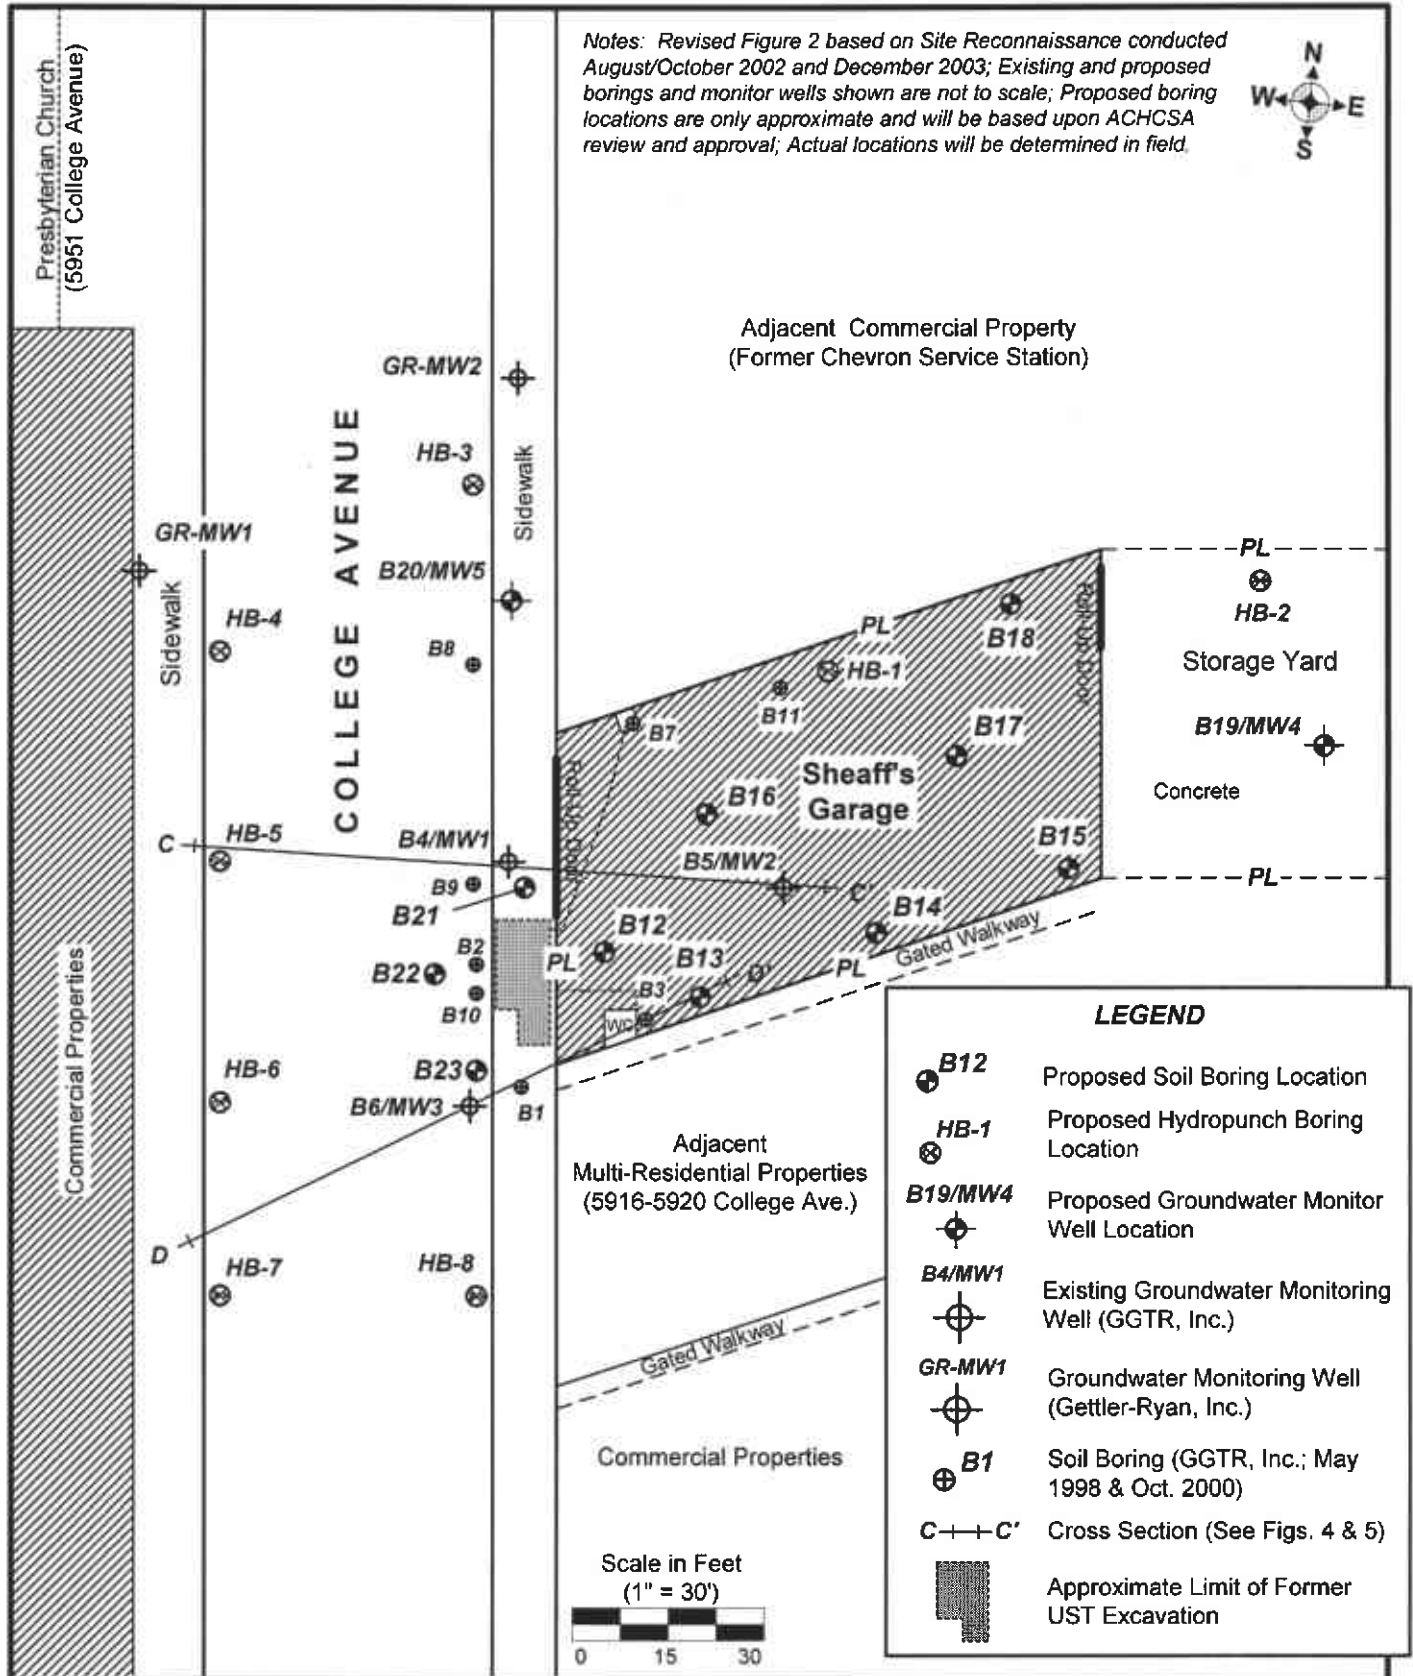 Notes: Revised Figure 2 based on Site Reconnaissance conducted
August/October 2002 and December 2003; Existing and proposed
borings and monitor wells shown are not to scale; Proposed boring
locations are only approximate and will be based upon ACHCSA
review and approval; Actual locations will be determined in field.
N
W
E
S
Presbyterian Church
(5951 College Avenue)
Adjacent Commercial Property
(Former Chevron Service Station)
GR-MW2
HB-3
Sidewalk
COLLEGE AVENUE
GR-MW1
Sidewalk
HB-4
B20/MW5
B8
PL
HB-2
Storage Yard
B19/MW4
Concrete
PL
PL
B18
Roll-Up Door
HB-1
B11
B7
B17
Sheaff's
Garage
B16
Roll-Up Door
B15
B5/MW2
C'
C
HB-5
B4/MW1
B9
B21
B14
Gated Walkway
B12
PL
B13
D'
PL
B2
B22
B10
B3
WC
Commercial Properties
HB-6
B23
B6/MW3
B1
Adjacent
Multi-Residential Properties
(5916-5920 College Ave.)
D
HB-7
HB-8
Gated Walkway
Commercial Properties
Scale in Feet
(1" = 30')
0 15 30
LEGEND
B12
Proposed Soil Boring Location
HB-1
Proposed Hydropunch Boring
Location
B19/MW4
Proposed Groundwater Monitor
Well Location
B4/MW1
Existing Groundwater Monitoring
Well (GGTR, Inc.)
GR-MW1
Groundwater Monitoring Well
(Gettler-Ryan, Inc.)
B1
Soil Boring (GGTR, Inc.; May
1998 & Oct. 2000)
C C'
Cross Section (See Figs. 4 & 5)
Approximate Limit of Former
UST Excavation